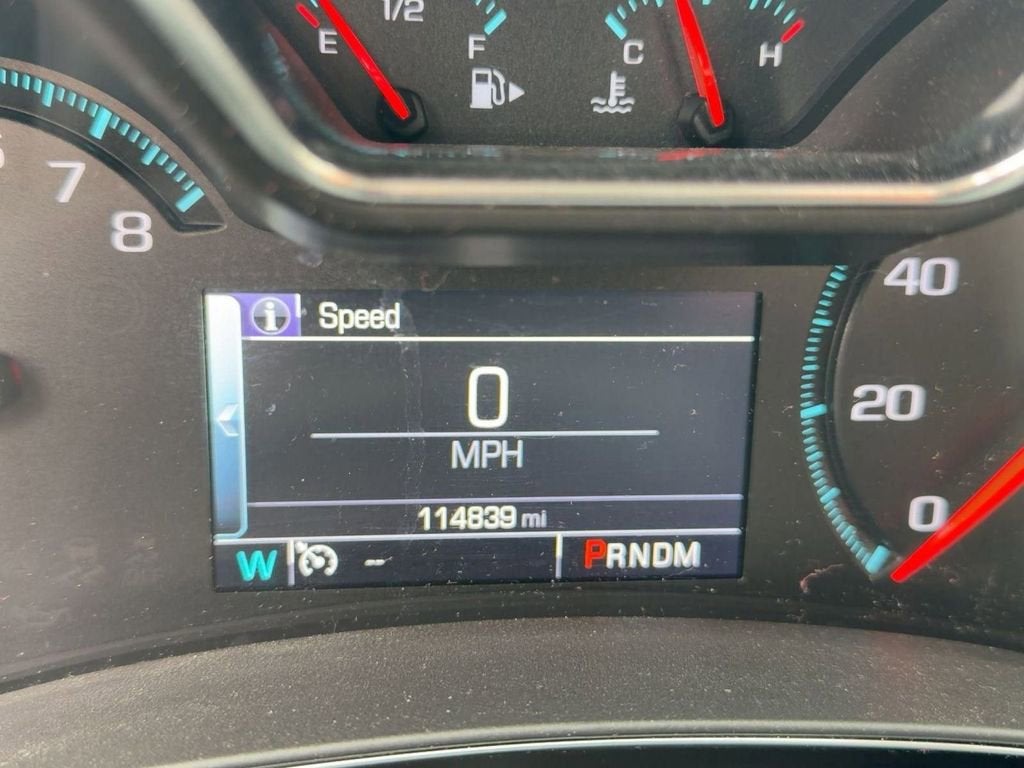 1/2
E F C H
7
8
40
20
0
i Speed
0
MPH
114839 mi
W -- PRNDM